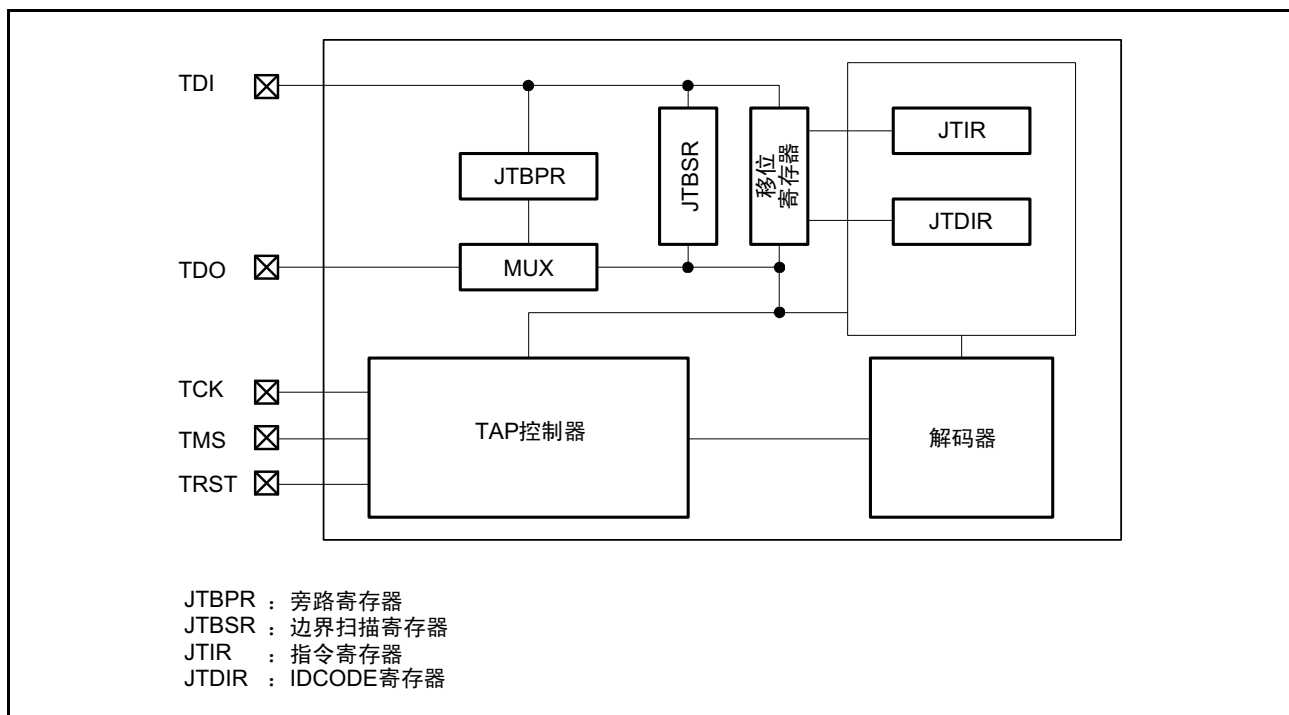 TDI
JTIR
JTBPR
JTBSR
移位
寄存器
JTDIR
TDO
MUX
TCK
TMS
TAP控制器
解码器
TRST
JTBPR ：旁路寄存器
JTBSR ：边界扫描寄存器
JTIR ：指令寄存器
JTDIR ：IDCODE寄存器